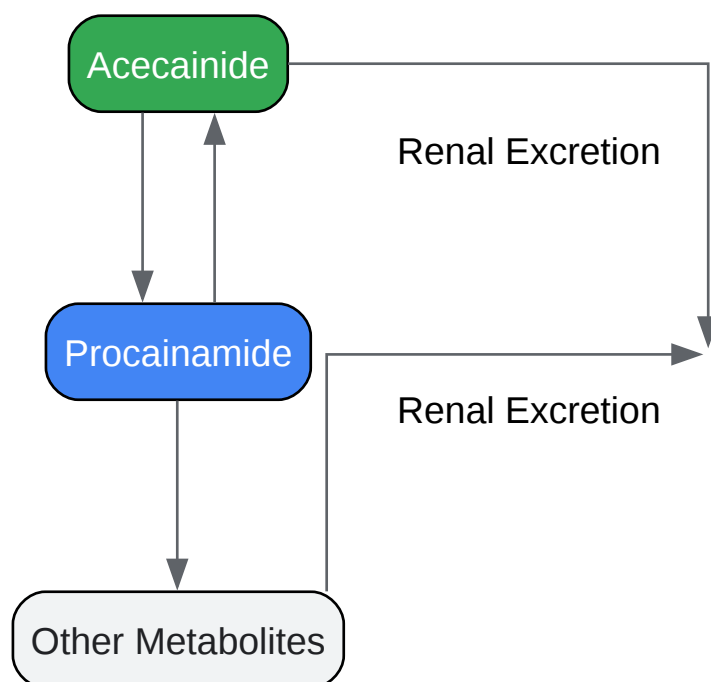 Acecainide
Renal Excretion
Procainamide
Renal Excretion
Other Metabolites